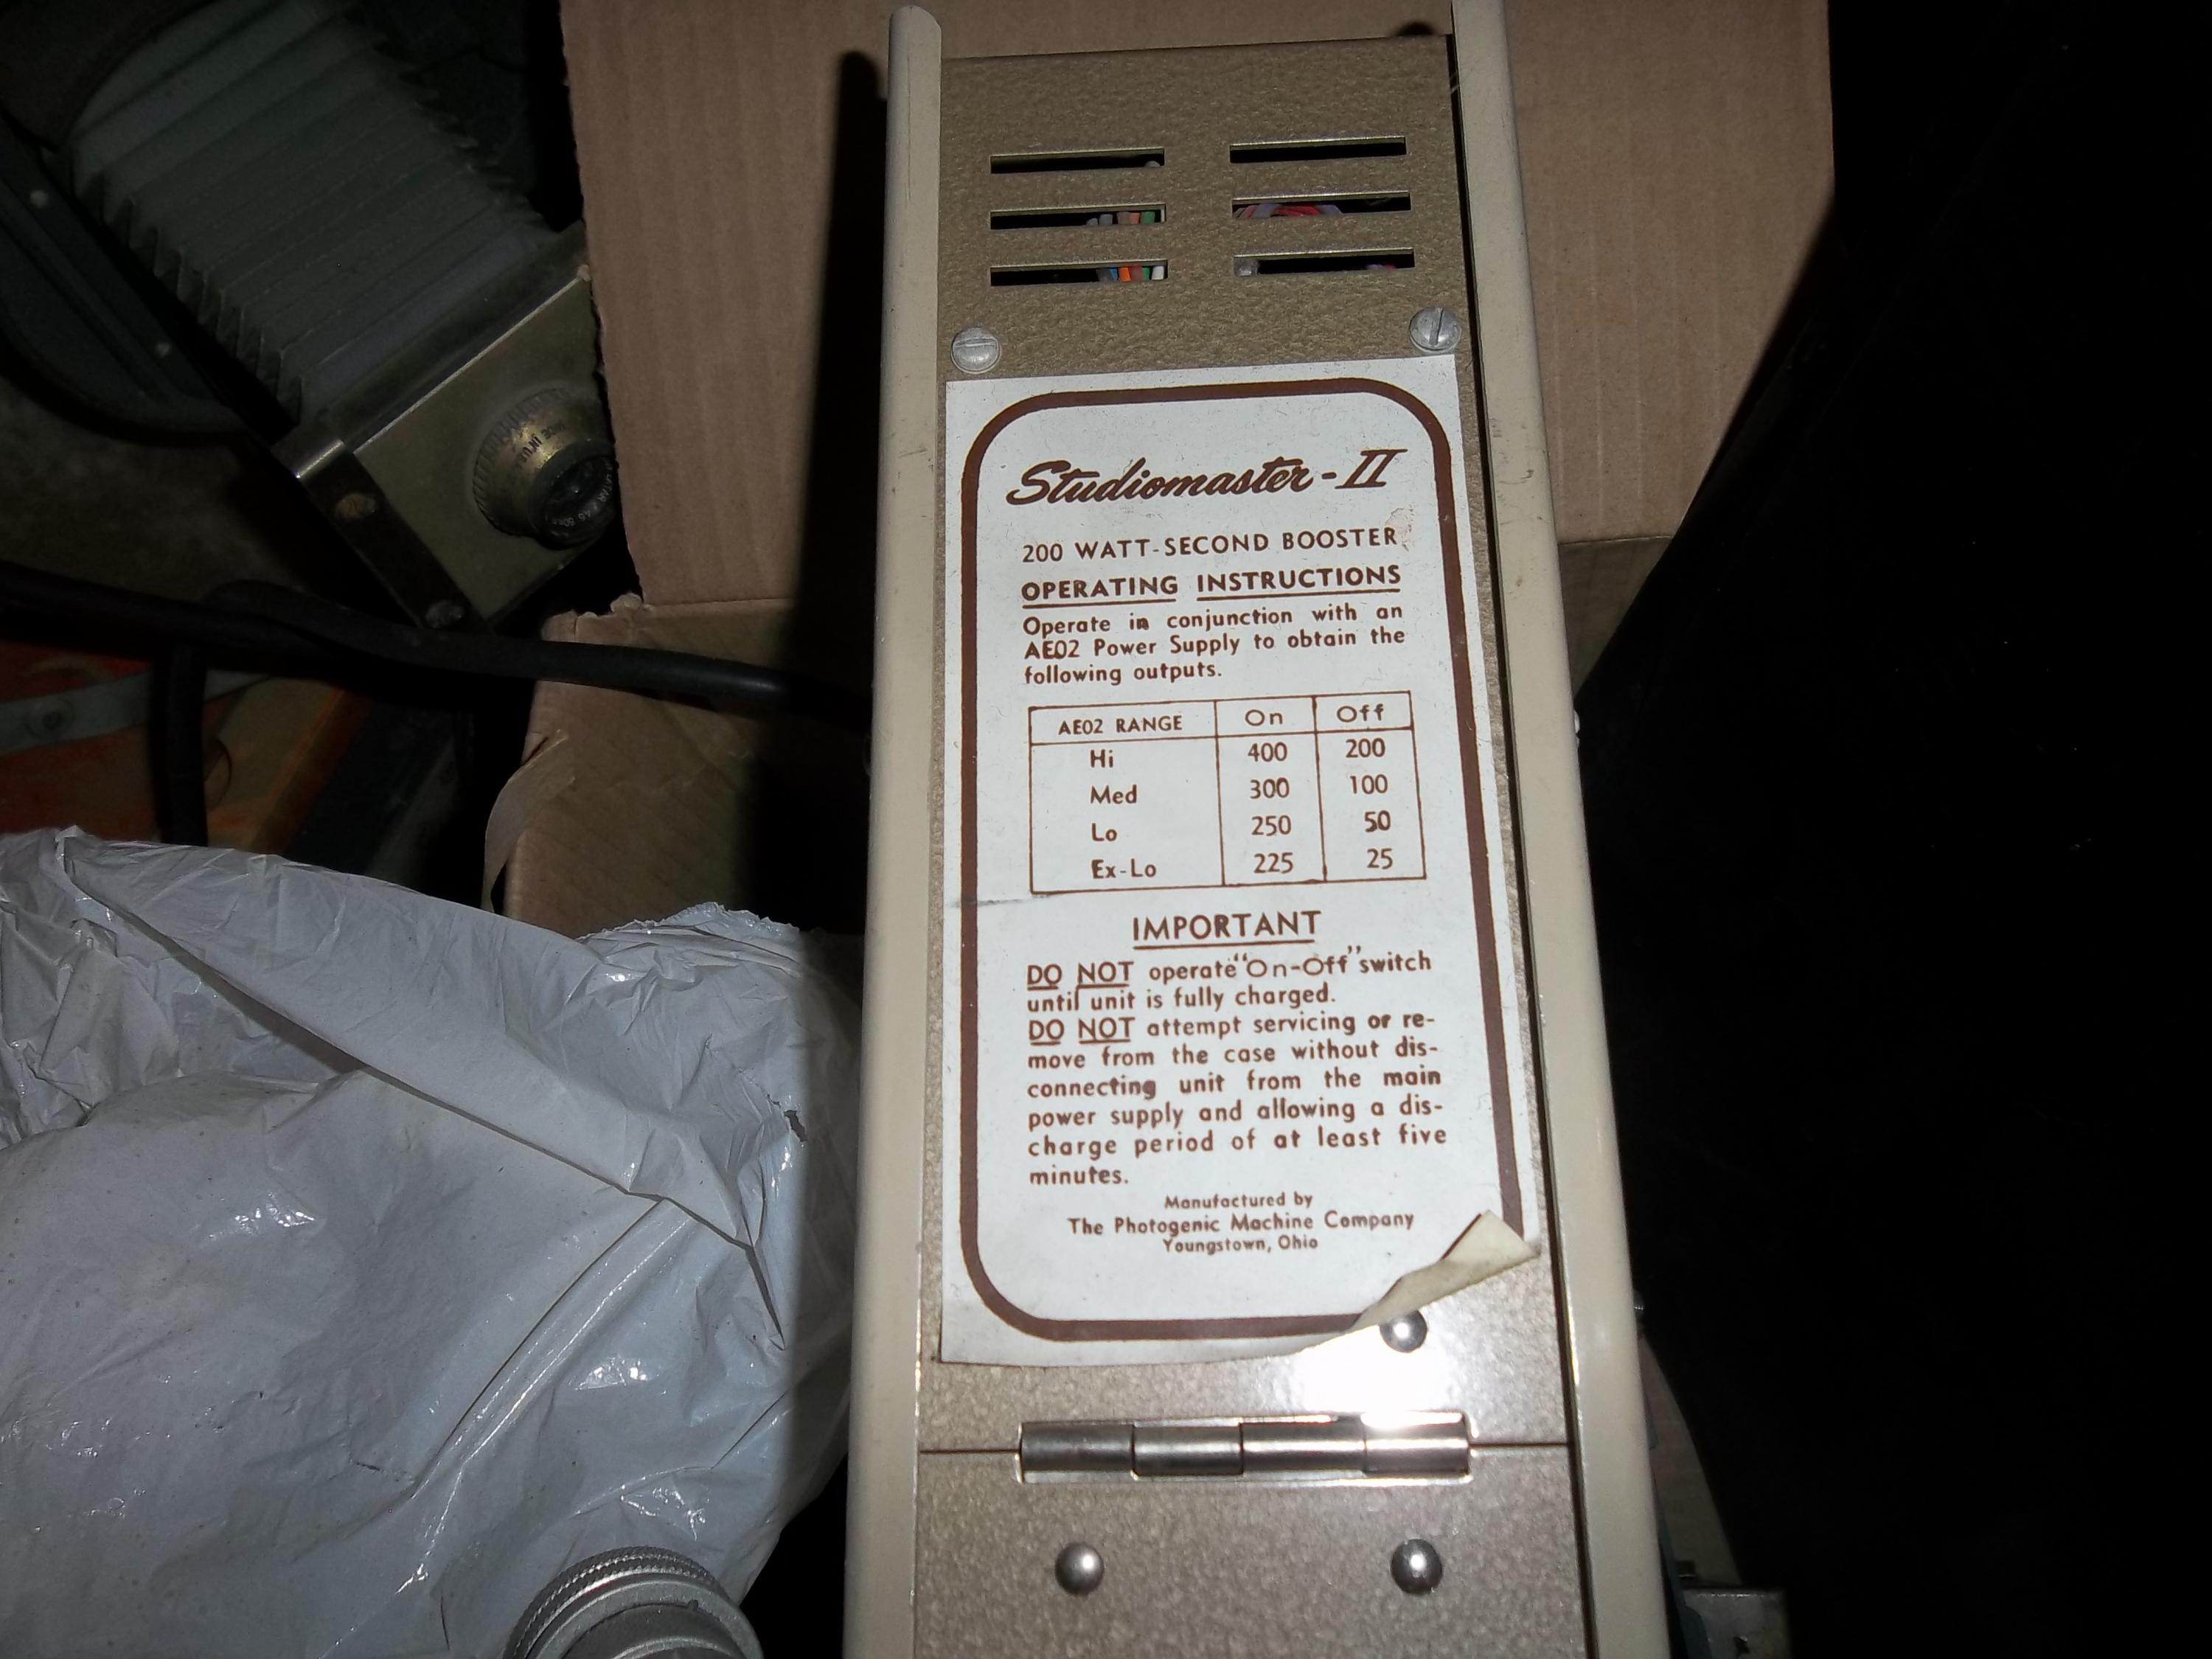 Studiomaster-II
200 WATT-SECOND BOOSTER
OPERATING INSTRUCTIONS
Operate in conjunction with an
AE02 Power Supply to obtain the
following outputs.
AE02 RANGE On Off
Hi 400 200
Med 300 100
Lo 250 50
Ex-Lo 225 25
IMPORTANT
DO NOT operate "On-Off" switch
until unit is fully charged.
DO NOT attempt servicing or re-
move from the case without dis-
connecting unit from the main
power supply and allowing a dis-
charge period of at least five
minutes.
Manufactured by
The Photogenic Machine Company
Youngstown, Ohio